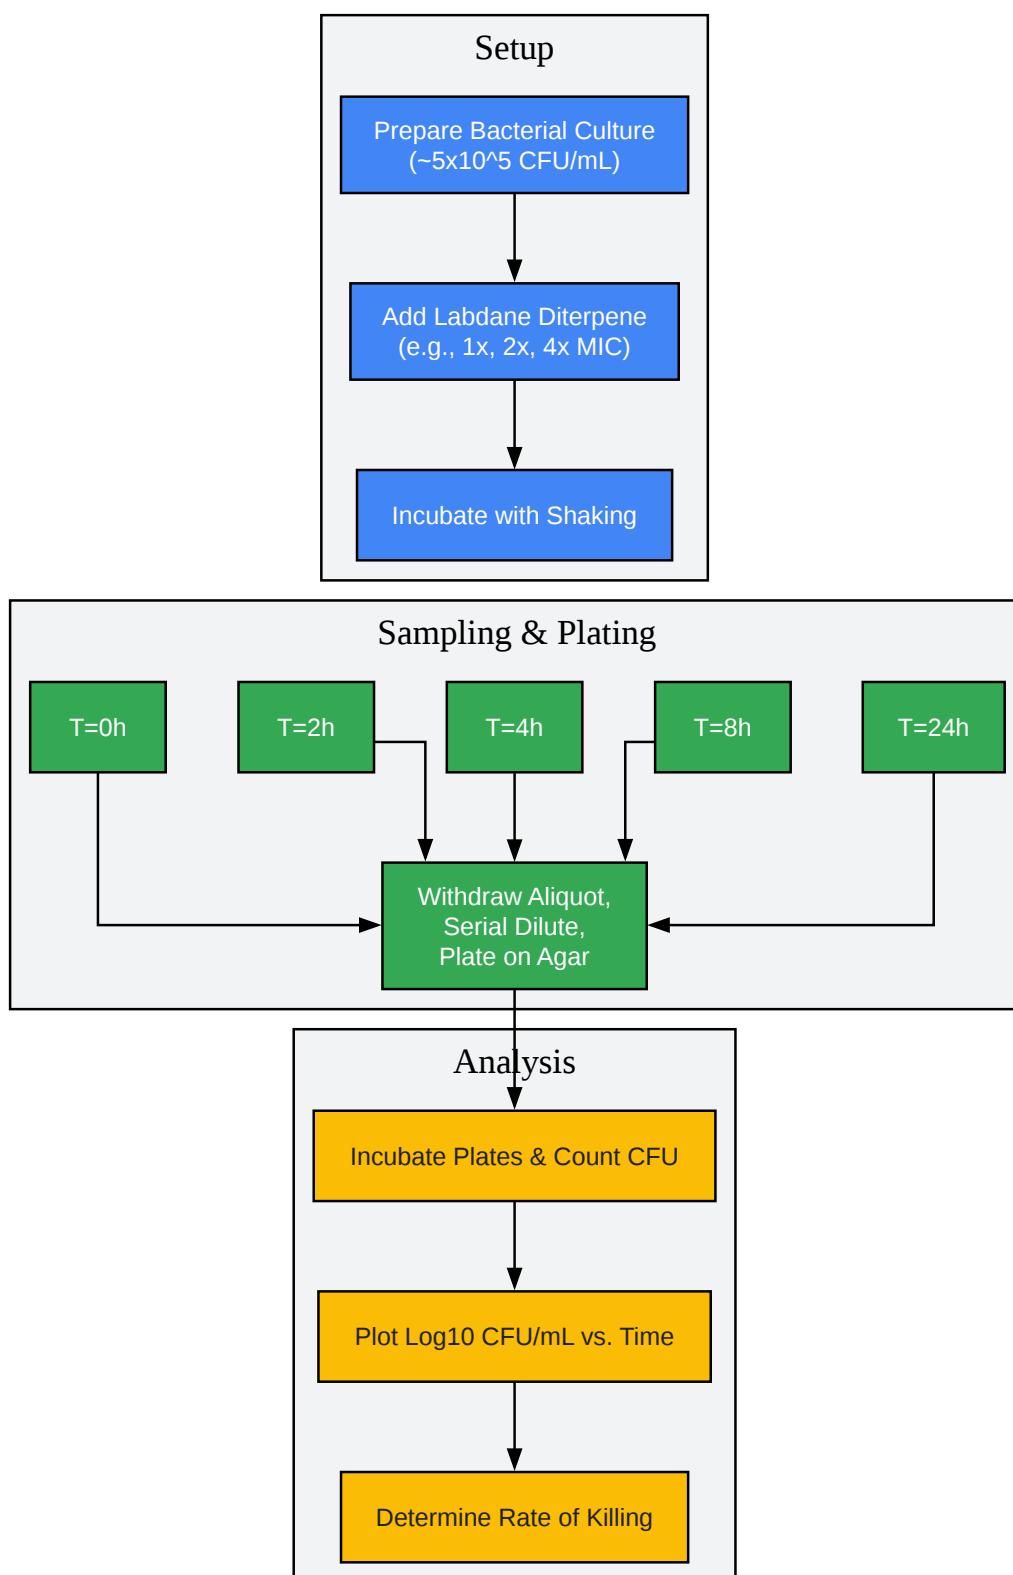 Setup
Prepare Bacterial Culture
(~5x10^5 CFU/mL)
Add Labdane Diterpene
(e.g., 1x, 2x, 4x MIC)
Incubate with Shaking
Sampling & Plating
T=0h
T=2h
T=4h
T=8h
T=24h
Withdraw Aliquot,
Serial Dilute,
Plate on Agar
Analysis
Incubate Plates & Count CFU
Plot Log10 CFU/mL vs. Time
Determine Rate of Killing